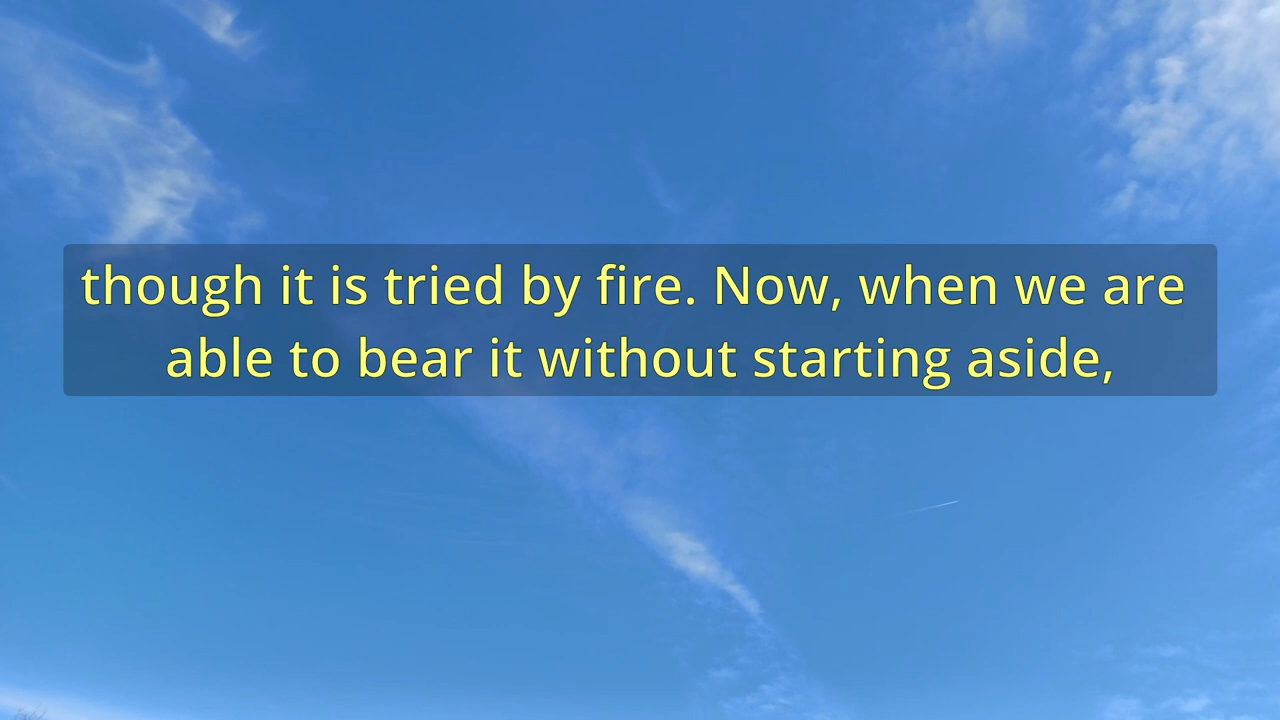 though it is tried by fire. Now, when we are
able to bear it without starting aside,